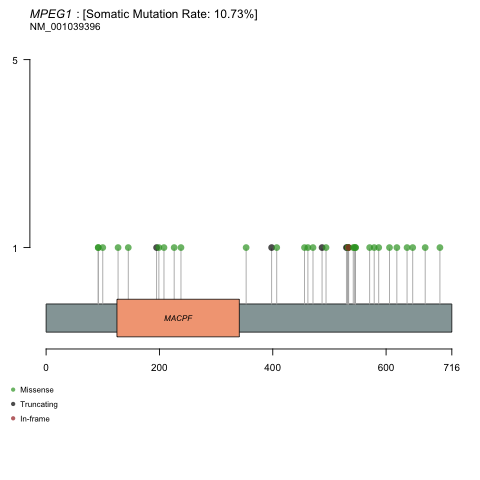 MPEG1 : [Somatic Mutation Rate: 10.73%]
NM_001039396
5
1
MACPF
0 200 400 600 716
Missense
Truncating
In-frame